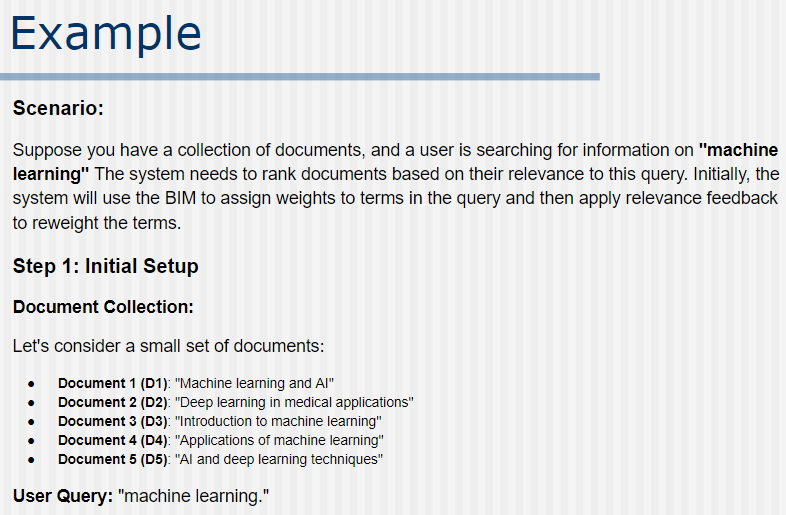 Example
Scenario:
Suppose you have a collection of documents, and a user is searching for information on "machine
learning" The system needs to rank documents based on their relevance to this query. Initially, the
system will use the BIM to assign weights to terms in the query and then apply relevance feedback
to reweight the terms.
Step 1: Initial Setup
Document Collection:
Let's consider a small set of documents:
● Document 1 (D1): "Machine learning and AI"
● Document 2 (D2): "Deep learning in medical applications"
● Document 3 (D3): "Introduction to machine learning"
● Document 4 (D4): "Applications of machine learning"
● Document 5 (D5): "AI and deep learning techniques"
User Query: "machine learning."